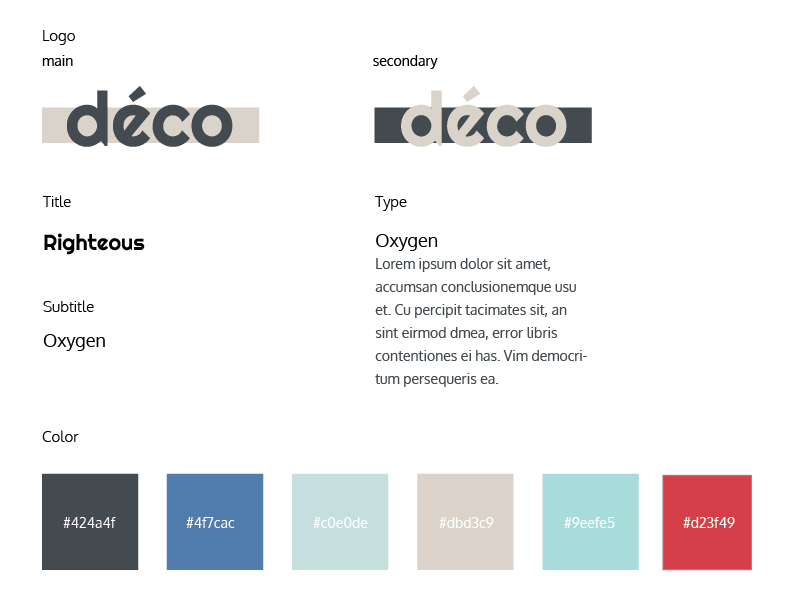 Logo
main
secondary
déco
déco
Title
Righteous
Subtitle
Oxygen
Type
Oxygen
Lorem ipsum dolor sit amet,
accumsan conclusionemque usu
et. Cu percipit tacimates sit, an
sint eirmod dmea, error libris
contentiones ei has. Vim democri-
tum persequeris ea.
Color
#424a4f
#4f7cac
#c0e0de
#dbd3c9
#9eefe5
#d23f49